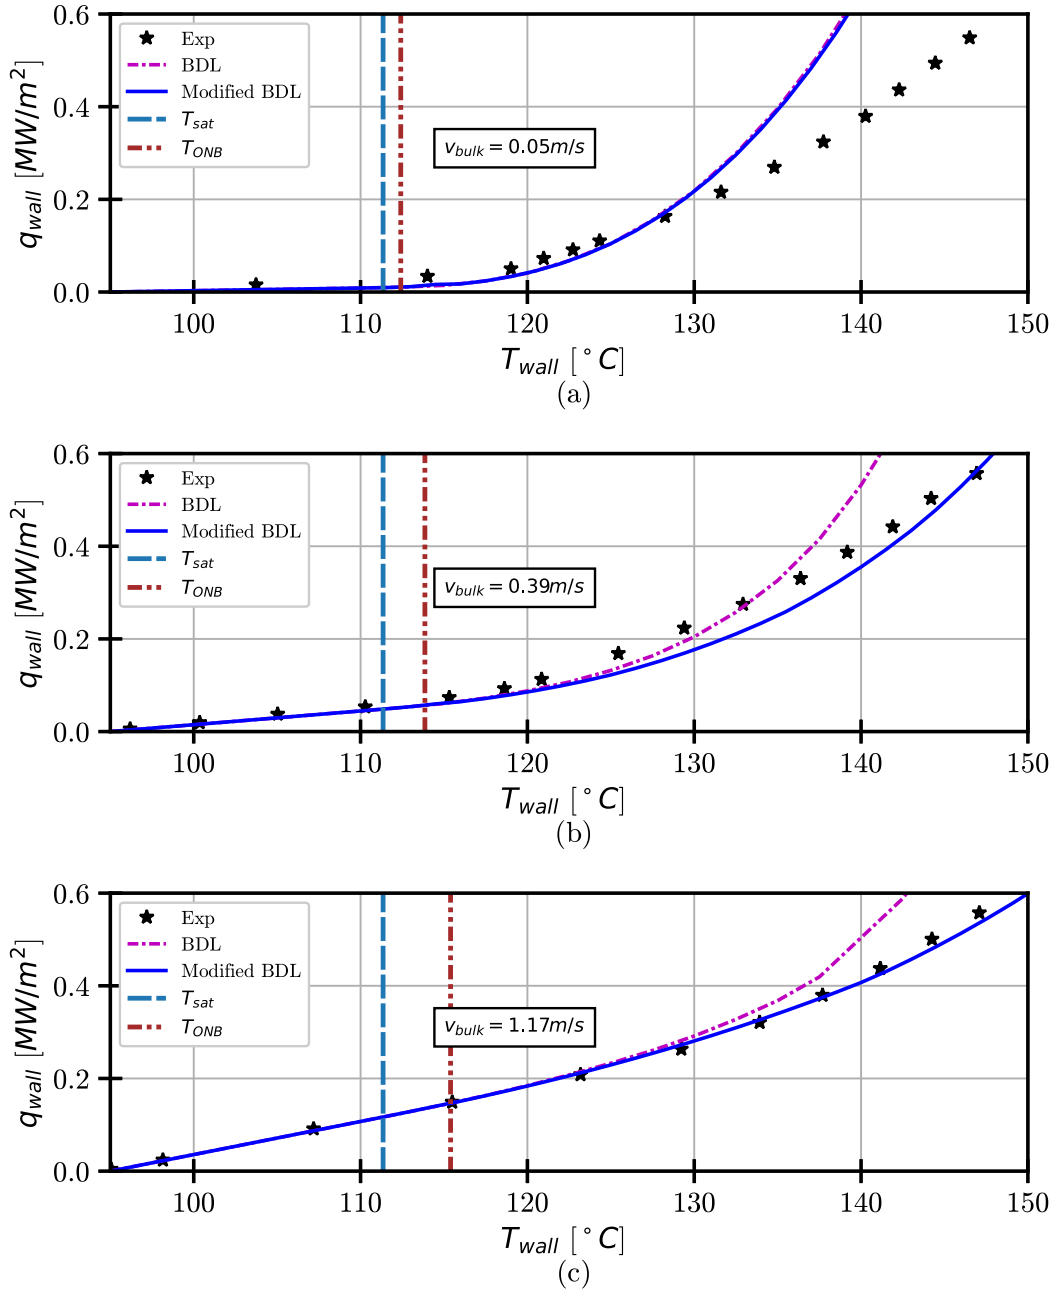 0.6
0.4
0.2
0.0
q_wall [MW/m²]
Exp
BDL
Modified BDL
T_sat
T_ONB
v_bulk = 0.05m/s
100 110 120 130 140 150
T_wall [°C]
(a)
0.6
0.4
0.2
0.0
q_wall [MW/m²]
Exp
BDL
Modified BDL
T_sat
T_ONB
v_bulk = 0.39m/s
100 110 120 130 140 150
T_wall [°C]
(b)
0.6
0.4
0.2
0.0
q_wall [MW/m²]
Exp
BDL
Modified BDL
T_sat
T_ONB
v_bulk = 1.17m/s
100 110 120 130 140 150
T_wall [°C]
(c)